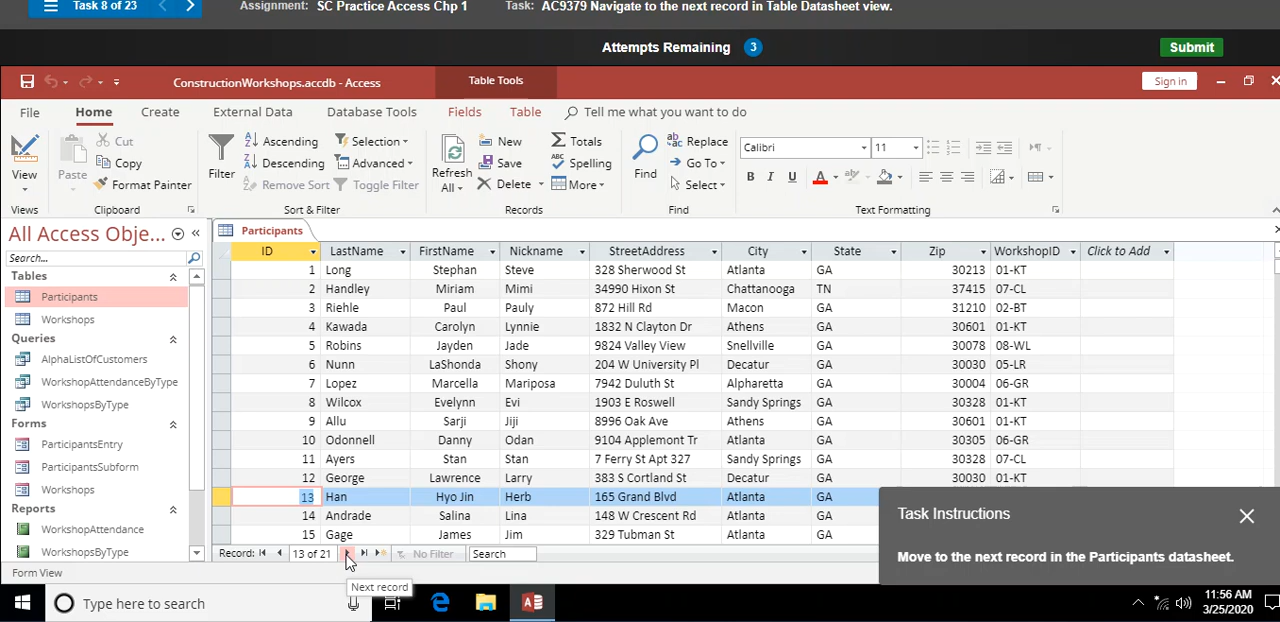 Task 8 of 23
Assignment: SC Practice Access Chp 1
Task: AC9379 Navigate to the next record in Table Datasheet view.
Attempts Remaining 3
Submit
ConstructionWorkshops.accdb - Access
Table Tools
Sign in
File Home Create External Data Database Tools Fields Table Tell me what you want to do
View
Views
Paste
Cut
Copy
Format Painter
Clipboard
Filter
Ascending
Descending
Remove Sort
Selection
Advanced
Toggle Filter
Sort & Filter
Refresh All
New
Save
Delete
Totals
Spelling
More
Records
Find
Replace
Go To
Select
Find
Calibri 11
B I U A
Text Formatting
All Access Obje...
Search...
Tables
Participants
Workshops
Queries
AlphaListOfCustomers
WorkshopAttendanceByType
WorkshopsByType
Forms
ParticipantsEntry
ParticipantsSubform
Workshops
Reports
WorkshopAttendance
WorkshopsByType
Participants
ID LastName FirstName Nickname StreetAddress City State Zip WorkshopID Click to Add
1 Long Stephan Steve 328 Sherwood St Atlanta GA 30213 01-KT
2 Handley Miriam Mimi 34990 Hixon St Chattanooga TN 37415 07-CL
3 Riehle Paul Pauly 872 Hill Rd Macon GA 31210 02-BT
4 Kawada Carolyn Lynnie 1832 N Clayton Dr Athens GA 30601 01-KT
5 Robins Jayden Jade 9824 Valley View Snellville GA 30078 08-WL
6 Nunn LaShonda Shony 204 W University Pl Decatur GA 30030 05-LR
7 Lopez Marcella Mariposa 7942 Duluth St Alpharetta GA 30004 06-GR
8 Wilcox Evelynn Evi 1903 E Roswell Sandy Springs GA 30328 01-KT
9 Allu Sarji Jiji 8996 Oak Ave Athens GA 30601 01-KT
10 Odonnell Danny Odan 9104 Applemont Tr Atlanta GA 30305 06-GR
11 Ayers Stan Stan 7 Ferry St Apt 327 Sandy Springs GA 30328 07-CL
12 George Lawrence Larry 383 S Cortland St Decatur GA 30030 01-KT
13 Han Hyo Jin Herb 165 Grand Blvd Atlanta GA
14 Andrade Salina Lina 148 W Crescent Rd Atlanta GA
15 Gage James Jim 329 Tubman St Atlanta GA
Record: 13 of 21 No Filter Search
Next record
Form View
Task Instructions
Move to the next record in the Participants datasheet.
Type here to search
11:56 AM
3/25/2020